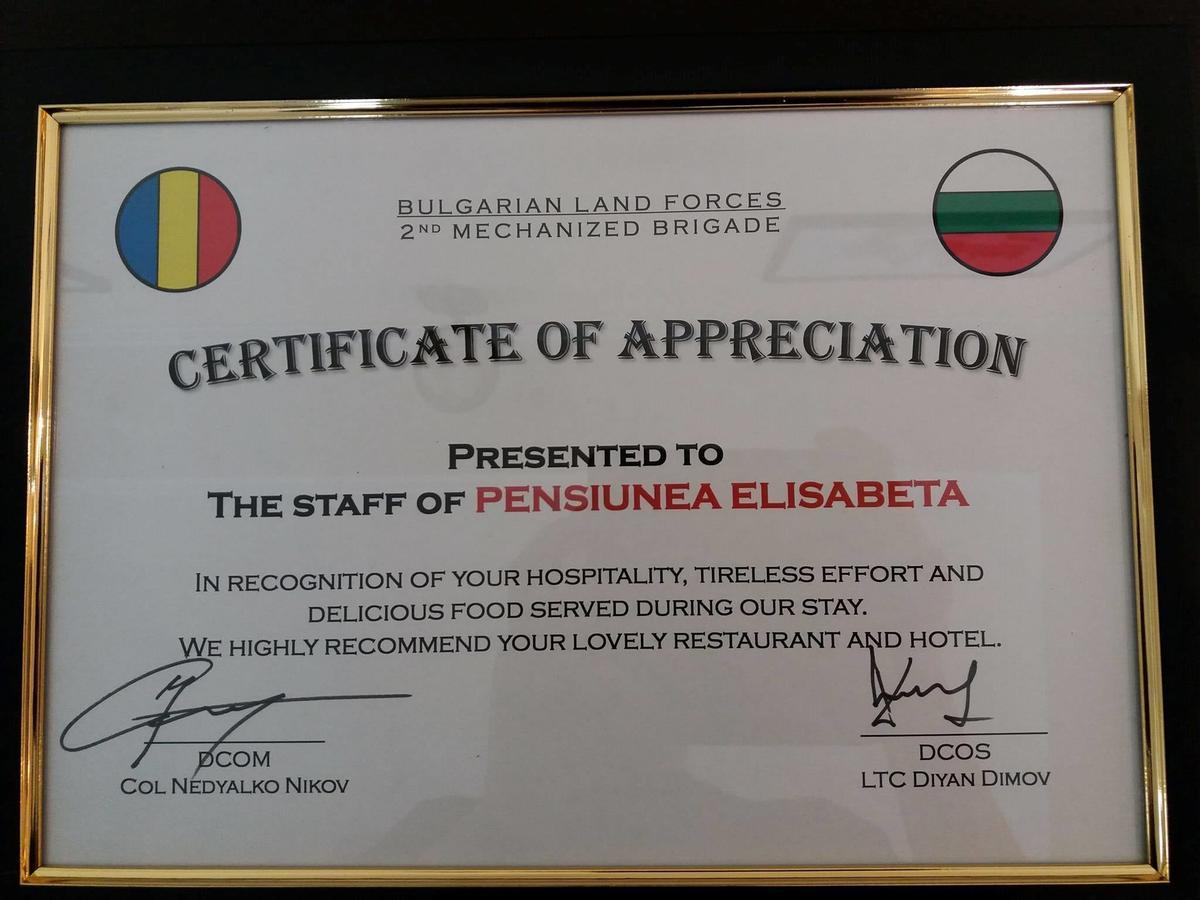 BULGARIAN LAND FORCES
2ND MECHANIZED BRIGADE
CERTIFICATE OF APPRECIATION
PRESENTED TO
THE STAFF OF PENSIUNEA ELISABETA
IN RECOGNITION OF YOUR HOSPITALITY, TIRELESS EFFORT AND
DELICIOUS FOOD SERVED DURING OUR STAY.
WE HIGHLY RECOMMEND YOUR LOVELY RESTAURANT AND HOTEL.
DCOM
COL NEDYALKO NIKOV
DCOS
LTC DIYAN DIMOV